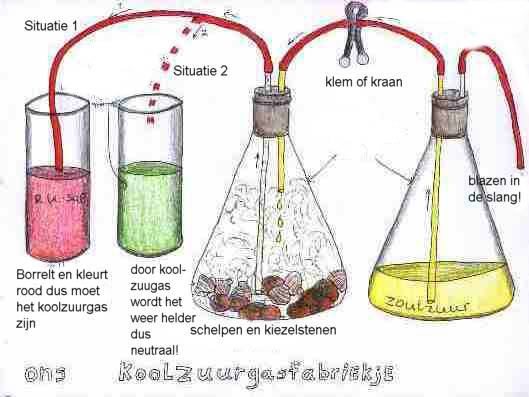 Situatie 1
Situatie 2
klem of kraan
blazen in
de slang!
zoutzuur
Borrelt en kleurt
rood dus moet
het koolzuurgas
zijn
door kool-
zuugas
wordt het
weer helder
dus
neutraal!
schelpen en kiezelstenen
ons KooLZuurgasfabriEkjE